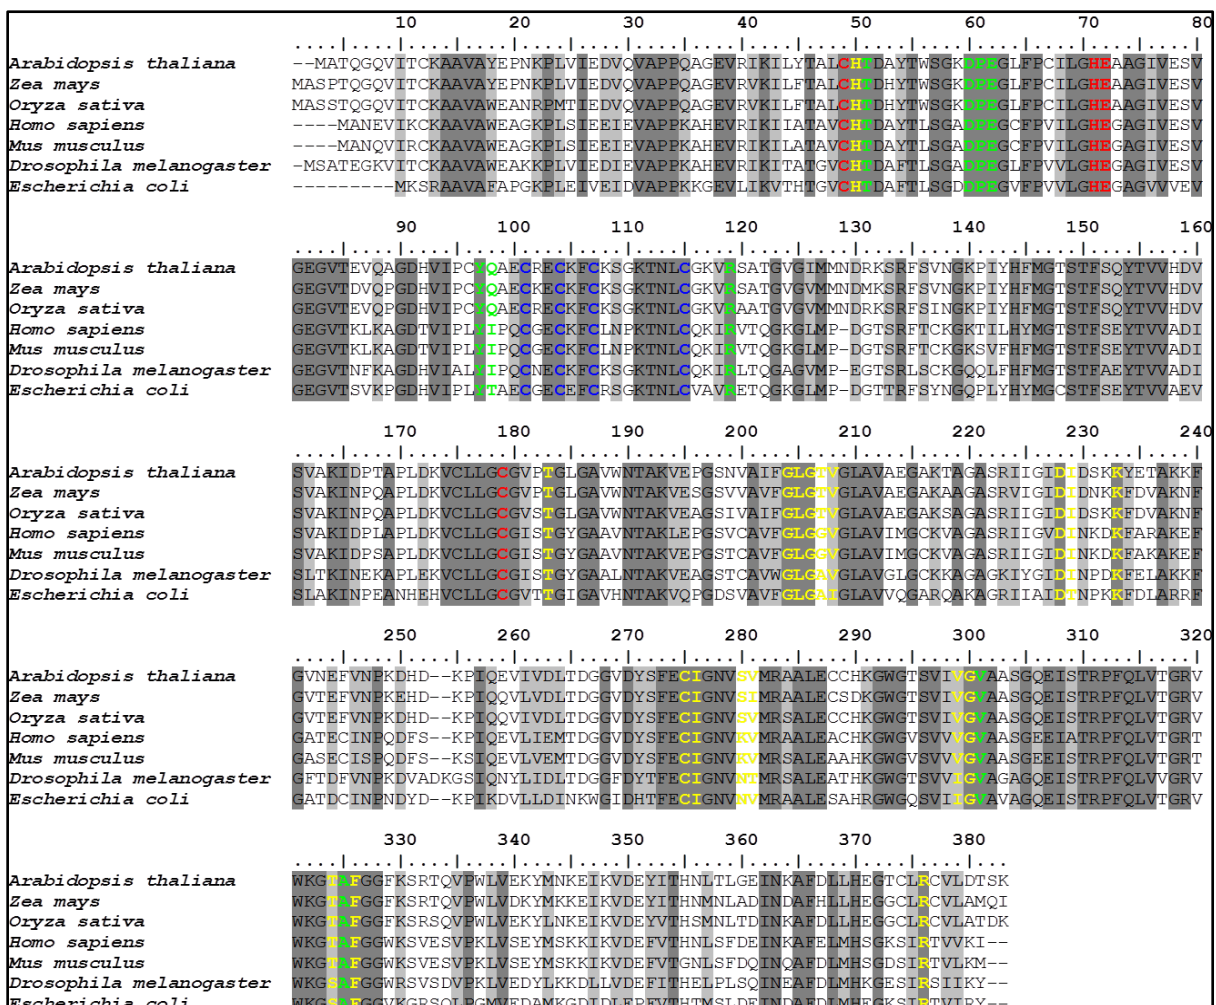 10 20 30 40 50 60 70 80
Arabidopsis thaliana --MATQGQVITCKAAVAYEPNKPLVIEDVQVAPPQAGEVRIKILYTALCHTDAYTWSGKDPEGLFPCILGHEAAGIVESV
Zea mays MASPTQGQVITCKAAVAYEPNKPLVIEDVQVAPPQAGEVRVKILFTALCHTDHYTWSGKDPEGLFPCILGHEAAGIVESV
Oryza sativa MASSTQGQVITCKAAVAWEANRPMTIEDVQVAPPQAGEVRVKILFTALCHTDHYTWSGKDPEGLFPCILGHEAAGIVESV
Homo sapiens ----MANEVIKCKAAVAWEAGKPLSIEEIEVAPPKAHEVRIKIIATAVCHTDAYTLSGADPEGCFPVILGHEGAGIVESV
Mus musculus ----MANQVIRCKAAVAWEAGKPLSIEEIEVAPPKAHEVRIKILATAVCHTDAYTLSGADPEGCFPVILGHEGAGIVESV
Drosophila melanogaster -MSATEGKVITCKAAVAWEAKKPLVIEDIEVAPPKAHEVRIKITATGVCHTDAFTLSGADPEGLFPVVLGHEGAGIVESV
Escherichia coli ---------MKSRAAVAFAPGKPLEIVEIDVAPPKKGEVLIKVTHTGVCHTDAFTLSGDDPEGVFPVVLGHEGAGVVVEV
90 100 110 120 130 140 150 160
Arabidopsis thaliana GEGVTEVQAGDHVIPCYQAECRECKFCKSGKTNLCGKVRSATGVGIMMNDRKSRFSVNGKPIYHFMGTSTFSQYTVVHDV
Zea mays GEGVTDVQPGDHVIPCYQAECKECKFCKSGKTNLCGKVRSATGVGVMMNDMKSRFSVNGKPIYHFMGTSTFSQYTVVHDV
Oryza sativa GEGVTEVQPGDHVIPCYQAECKECKFCKSGKTNLCGKVRAATGVGVMMNDRKSRFSINGKPIYHFMGTSTFSQYTVVHDV
Homo sapiens GEGVTKLKAGDTVIPLYIPQCGECKFCLNPKTNLCQKIRVTQGKGLMP-DGTSRFTCKGKTILHYMGTSTFSEYTVVADI
Mus musculus GEGVTKLKAGDTVIPLYIPQCGECKFCLNPKTNLCQKIRVTQGKGLMP-DGTSRFTCKGKSVFHFMGTSTFSEYTVVADI
Drosophila melanogaster GEGVTNFKAGDHVIALYIPQCNECKFCKSGKTNLCQKIRLTQGAGVMP-EGTSRLSCKGQQLFHFMGTSTFAEYTVVADI
Escherichia coli GEGVTSVKPGDHVIPLYTAECGECEFCRSGKTNLCVAVRETQGKGLMP-DGTTRFSYNGQPLYHYMGCSTFSEYTVVAEV
170 180 190 200 210 220 230 240
Arabidopsis thaliana SVAKIDPTAPLDKVCLLGCGVPTGLGAVWNTAKVEPGSNVAIFGLGTVGLAVAEGAKTAGASRIIGIDIDSKKYETAKKF
Zea mays SVAKINPQAPLDKVCLLGCGVPTGLGAVWNTAKVESGSVVAVFGLGTVGLAVAEGAKAAGASRVIGIDIDNKKFDVAKNF
Oryza sativa SVAKINPQAPLDKVCLLGCGVSTGLGAVWNTAKVEAGSIVAIFGLGTVGLAVAEGAKSAGASRIIGIDIDSKKFDVAKNF
Homo sapiens SVAKIDPLAPLDKVCLLGCGISTGYGAAVNTAKLEPGSVCAVFGLGGVGLAVIMGCKVAGASRIIGVDINKDKFARAKEF
Mus musculus SVAKIDPSAPLDKVCLLGCGISTGYGAAVNTAKVEPGSTCAVFGLGGVGLAVIMGCKVAGASRIIGIDINKDKFAKAKEF
Drosophila melanogaster SLTKINEKAPLEKVCLLGCGISTGYGAALNTAKVEAGSTCAVWGLGAVGLAVGLGCKKAGAGKIYGIDINPDKFELAKKF
Escherichia coli SLAKINPEANHEHVCLLGCGVTTGIGAVHNTAKVQPGDSVAVFGLGAIGLAVVQGARQAKAGRIIAIDTNPKKFDLARRF
250 260 270 280 290 300 310 320
Arabidopsis thaliana GVNEFVNPKDHD--KPIQEVIVDLTDGGVDYSFECIGNVSVMRAALECCHKGWGTSVIVGVAASGQEISTRPFQLVTGRV
Zea mays GVTEFVNPKEHD--KPIQQVLVDLTDGGVDYSFECIGNVSIMRAALECSDKGWGTSVIVGVAASGQEISTRPFQLVTGRV
Oryza sativa GVTEFVNPKDHD--KPIQQVIVDLTDGGVDYSFECIGNVSVMRSALECCHKGWGTSVIVGVAASGQEISTRPFQLVTGRV
Homo sapiens GATECINPQDFS--KPIQEVLIEMTDGGVDYSFECIGNVKVMRAALEACHKGWGVSVVVGVAASGEEIATRPFQLVTGRT
Mus musculus GASECISPQDFS--KSIQEVLVEMTDGGVDYSFECIGNVKVMRSALEAAHKGWGVSVVVGVAASGEEISTRPFQLVTGRT
Drosophila melanogaster GFTDFVNPKDVADKGSIQNYLIDLTDGGFDYTFECIGNVNTMRSALEATHKGWGTSVVIGVAGAGQEISTRPFQLVVGRV
Escherichia coli GATDCINPNDYD--KPIKDVLLDINKWGIDHTFECIGNVNVMRAALESAHRGWGQSVIIGVAVAGQEISTRPFQLVTGRV
330 340 350 360 370 380
Arabidopsis thaliana WKGTAFGGFKSRTQVPWLVEKYMNKEIKVDEYITHNLTLGEINKAFDLLHEGTCLRCVLDTSK
Zea mays WKGTAFGGFKSRTQVPWLVDKYMKKEIKVDEYITHNMNLADINDAFHLLHEGGCLRCVLAMQI
Oryza sativa WKGTAFGGFKSRSQVPWLVEKYLNKEIKVDEYVTHSMNLTDINKAFDLLHEGGCLRCVLATDK
Homo sapiens WKGTAFGGWKSVESVPKLVSEYMSKKIKVDEFVTHNLSFDEINKAFELMHSGKSIRTVVKI--
Mus musculus WKGTAFGGWKSVESVPKLVSEYMSKKIKVDEFVTGNLSFDQINQAFDLMHSGDSIRTVLKM--
Drosophila melanogaster WKGSAFGGWRSVSDVPKLVEDYLKKDLLVDEFITHELPLSQINEAFDLMHKGESIRSIIKY--
Escherichia coli WKGSAFGGVKGRSQLPGMVEDAMKGDIDLEPFVTHTMSLDEINDAFDLMHEGKSIRTVIRY--